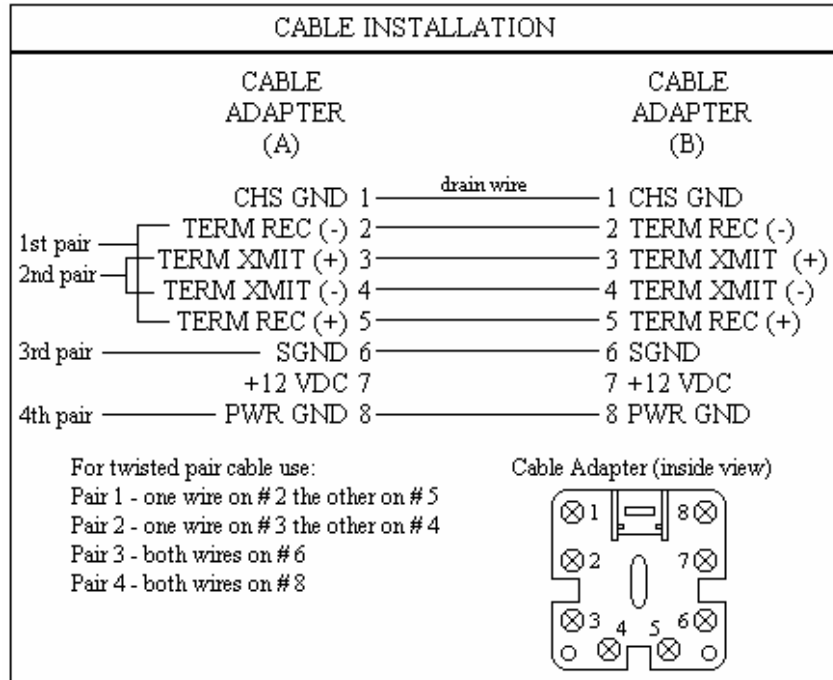 CABLE INSTALLATION
CABLE
ADAPTER
(A)
CABLE
ADAPTER
(B)
CHS GND 1 drain wire 1 CHS GND
TERM REC (-) 2 2 TERM REC (-)
1st pair
TERM XMIT (+) 3 3 TERM XMIT (+)
2nd pair
TERM XMIT (-) 4 4 TERM XMIT (-)
TERM REC (+) 5 5 TERM REC (+)
3rd pair SGND 6 6 SGND
+12 VDC 7 7 +12 VDC
4th pair PWR GND 8 8 PWR GND
For twisted pair cable use:
Pair 1 - one wire on # 2 the other on # 5
Pair 2 - one wire on # 3 the other on # 4
Pair 3 - both wires on # 6
Pair 4 - both wires on # 8
Cable Adapter (inside view)
1 8
2 7
3 4 5 6